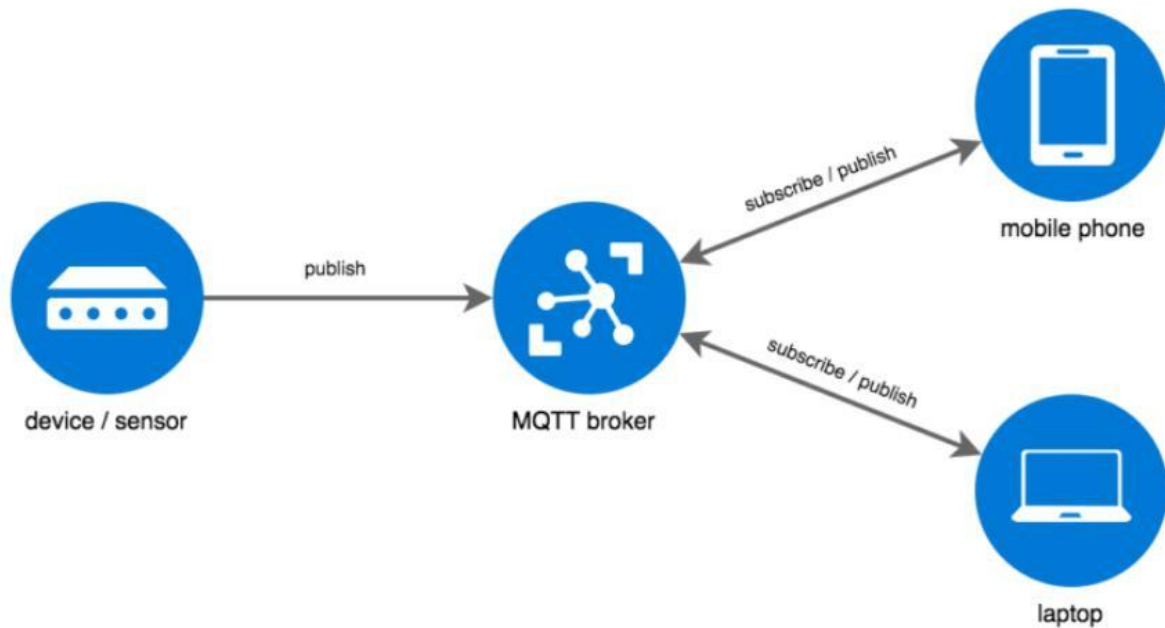 publish
device / sensor
MQTT broker
subscribe / publish
mobile phone
subscribe / publish
laptop